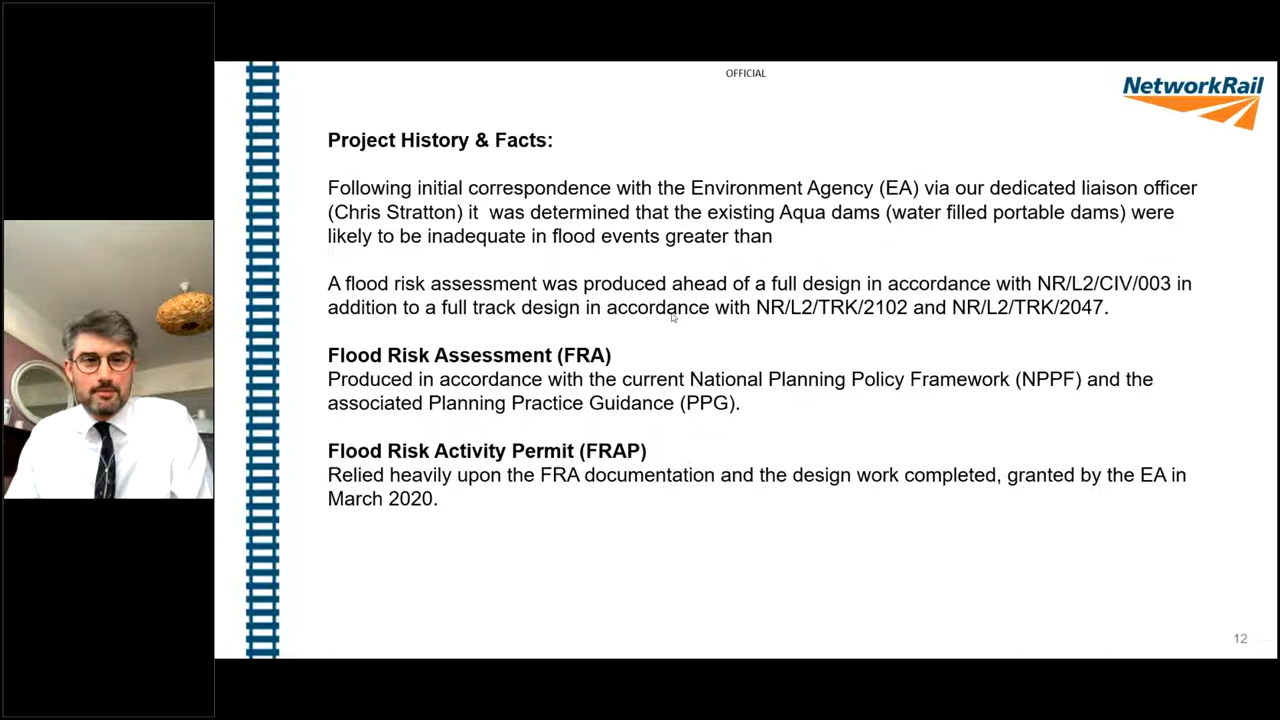 OFFICIAL
NetworkRail
Project History & Facts:
Following initial correspondence with the Environment Agency (EA) via our dedicated liaison officer
(Chris Stratton) it  was determined that the existing Aqua dams (water filled portable dams) were
likely to be inadequate in flood events greater than
A flood risk assessment was produced ahead of a full design in accordance with NR/L2/CIV/003 in
addition to a full track design in accordance with NR/L2/TRK/2102 and NR/L2/TRK/2047.
Flood Risk Assessment (FRA)
Produced in accordance with the current National Planning Policy Framework (NPPF) and the
associated Planning Practice Guidance (PPG).
Flood Risk Activity Permit (FRAP)
Relied heavily upon the FRA documentation and the design work completed, granted by the EA in
March 2020.
12